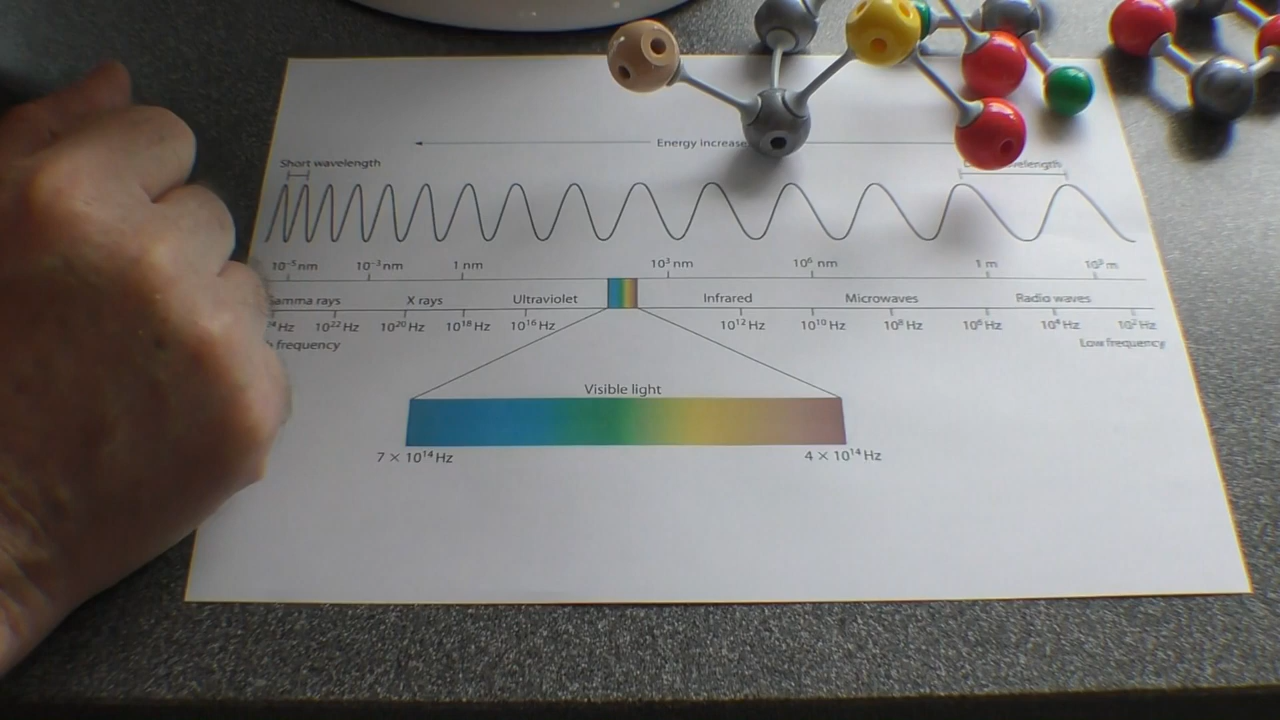 Energy increase
Short wavelength
10⁻⁵ nm 10⁻³ nm 1 nm 10³ nm 10⁶ nm 1 m 10³ m
amma rays X rays Ultraviolet Infrared Microwaves Radio waves
Hz 10²² Hz 10²⁰ Hz 10¹⁸ Hz 10¹⁶ Hz 10¹² Hz 10¹⁰ Hz 10⁸ Hz 10⁶ Hz 10⁴ Hz 10² Hz
frequency Low frequency
Visible light
7 × 10¹⁴ Hz 4 × 10¹⁴ Hz